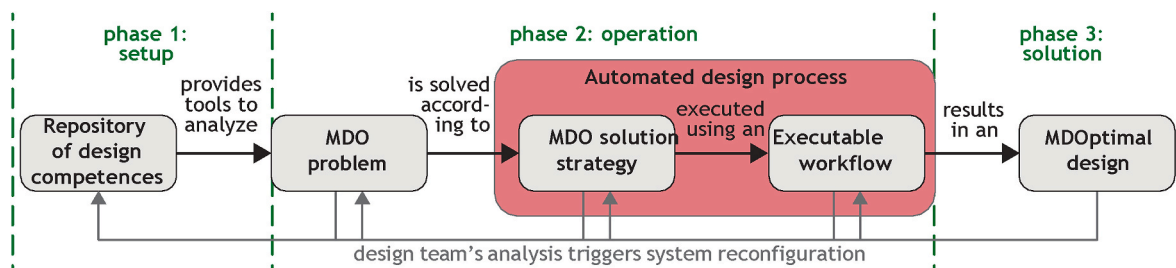 phase 1:
setup
phase 2: operation
phase 3:
solution
Automated design process
provides
tools to
analyze
is solved
accord-
ing to
executed
using an
results
in an
Repository
of design
competences
MDO
problem
MDO solution
strategy
Executable
workflow
MDOptimal
design
design team’s analysis triggers system reconfiguration